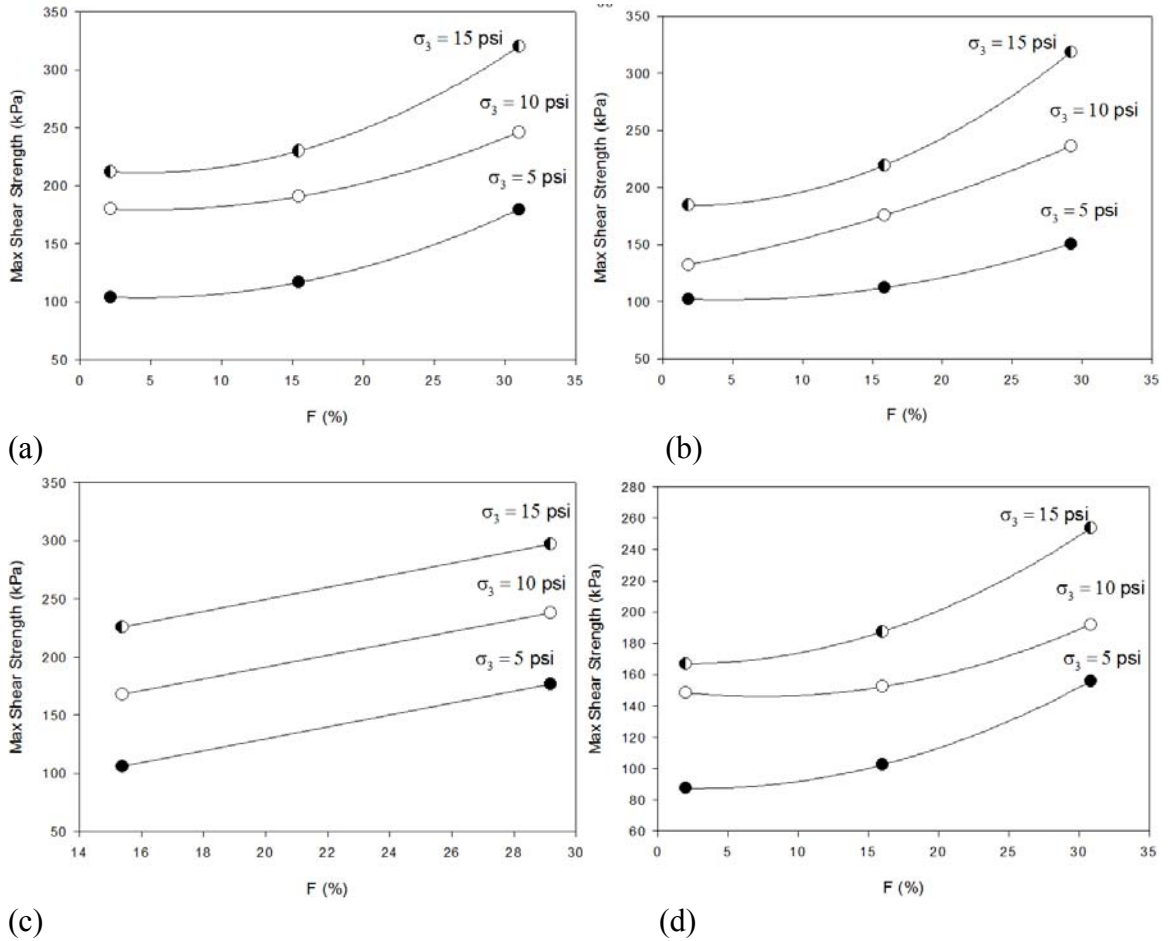 350
300
250
200
150
100
50
0 5 10 15 20 25 30 35
Max Shear Strength (kPa)
F (%)
σ3 = 15 psi
σ3 = 10 psi
σ3 = 5 psi
(a)
350
300
250
200
150
100
50
0 5 10 15 20 25 30 35
Max Shear Strength (kPa)
F (%)
σ3 = 15 psi
σ3 = 10 psi
σ3 = 5 psi
(b)
350
300
250
200
150
100
50
14 16 18 20 22 24 26 28 30
Max Shear Strength (kPa)
F (%)
σ3 = 15 psi
σ3 = 10 psi
σ3 = 5 psi
(c)
280
260
240
220
200
180
160
140
120
100
80
60
0 5 10 15 20 25 30 35
Max Shear Strength (kPa)
F (%)
σ3 = 15 psi
σ3 = 10 psi
σ3 = 5 psi
(d)